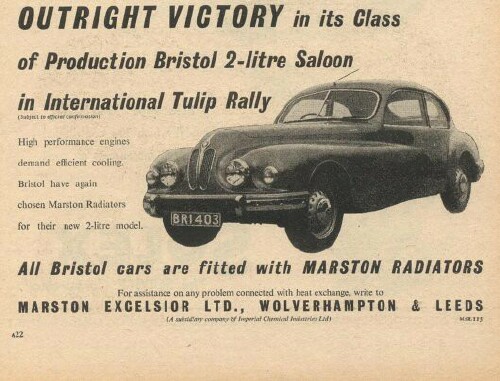 OUTRIGHT VICTORY in its Class
of Production Bristol 2-litre Saloon
in International Tulip Rally
(Subject to official confirmation)
High performance engines
demand efficient cooling.
Bristol have again
chosen Marston Radiators
for their new 2-litre model.
BR1403
All Bristol cars are fitted with MARSTON RADIATORS
For assistance on any problem connected with heat exchange, write to
MARSTON EXCELSIOR LTD., WOLVERHAMPTON & LEEDS
(A subsidiary company of Imperial Chemical Industries Ltd)
MAR.115
A22